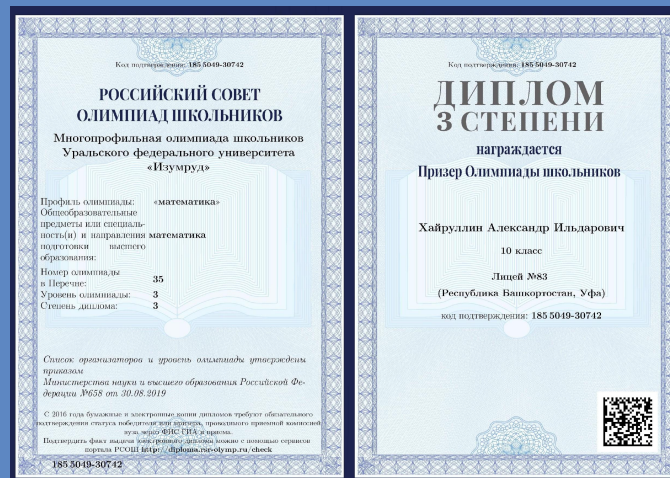 Код подтверждения: 185 5049-30742
РОССИЙСКИЙ СОВЕТ
ОЛИМПИАД ШКОЛЬНИКОВ
Многопрофильная олимпиада школьников
Уральского федерального университета
«Изумруд»
Профиль олимпиады: «математика»
Общеобразовательные
предметы или специаль-
ность(и) и направления математика
подготовки высшего
образования:
Номер олимпиады
в Перечне: 35
Уровень олимпиады: 3
Степень диплома: 3
Список организаторов и уровень олимпиады утверждены
приказом
Министерства науки и высшего образования Российской Фе-
дерации №658 от 30.08.2019
С 2016 года бумажные и электронные копии дипломов требуют обязательного
подтверждения статуса победителя или призера, проводимого приемной комиссией
вуза через ФИС ГИА и приема.
Подтвердить факт выдачи электронного диплома можно с помощью сервисов
портала РСОШ http://diploma.rsr-olymp.ru/check
185 5049-30742
Код подтверждения: 185 5049-30742
ДИПЛОМ
3 СТЕПЕНИ
награждается
Призер Олимпиады школьников
Хайруллин Александр Ильдарович
10 класс
Лицей №83
(Республика Башкортостан, Уфа)
код подтверждения: 185 5049-30742